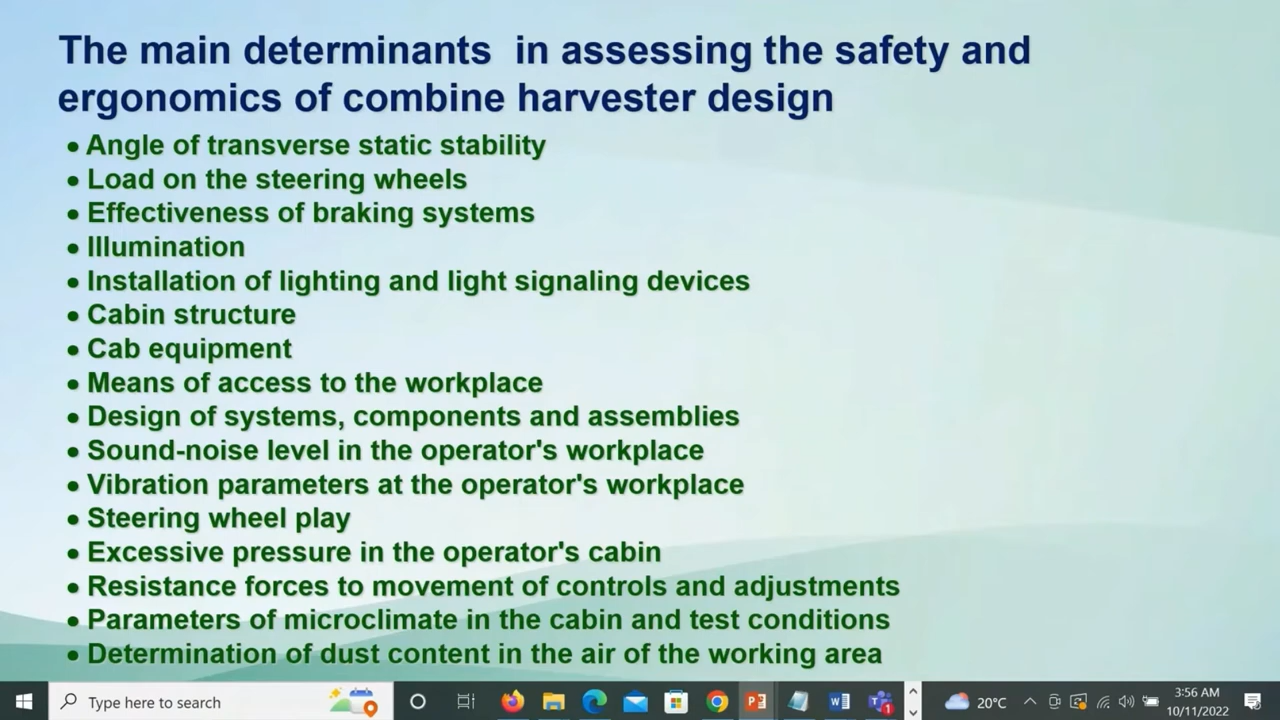 The main determinants in assessing the safety and
ergonomics of combine harvester design
• Angle of transverse static stability
• Load on the steering wheels
• Effectiveness of braking systems
• Illumination
• Installation of lighting and light signaling devices
• Cabin structure
• Cab equipment
• Means of access to the workplace
• Design of systems, components and assemblies
• Sound-noise level in the operator's workplace
• Vibration parameters at the operator's workplace
• Steering wheel play
• Excessive pressure in the operator's cabin
• Resistance forces to movement of controls and adjustments
• Parameters of microclimate in the cabin and test conditions
• Determination of dust content in the air of the working area
Type here to search
20°C
3:56 AM
10/11/2022